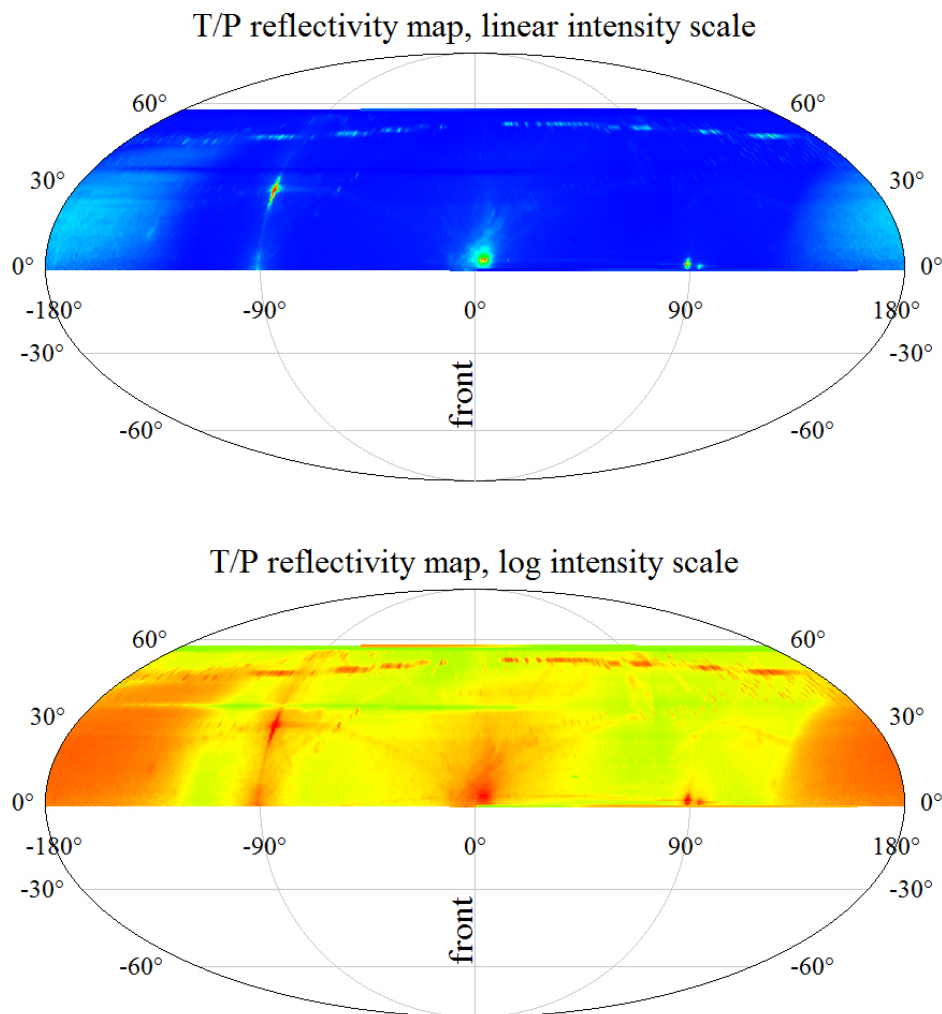 T/P reflectivity map, linear intensity scale
60° 60°
30° 30°
0° 0°
-180° -90° 0° 90° 180°
-30° -30°
front
-60° -60°
T/P reflectivity map, log intensity scale
60° 60°
30° 30°
0° 0°
-180° -90° 0° 90° 180°
-30° -30°
front
-60° -60°